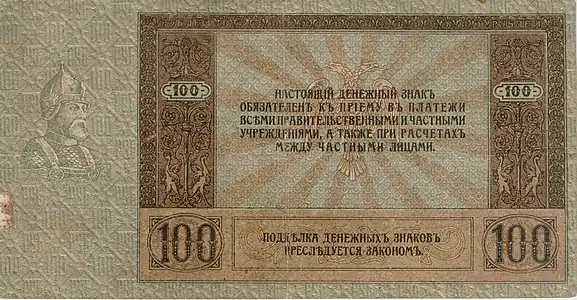 100 100
НАСТОЯЩІЙ ДЕНЕЖНЫЙ ЗНАКЪ
ОБЯЗАТЕЛЕНЪ КЪ ПРІЕМУ ВЪ ПЛАТЕЖИ
ВСѢМИ ПРАВИТЕЛЬСТВЕННЫМИ И ЧАСТНЫМИ
УЧРЕЖДЕНІЯМИ, А ТАКЖЕ ПРИ РАСЧЕТАХЪ
МЕЖДУ ЧАСТНЫМИ ЛИЦАМИ.
100 100
ПОДДѢЛКА ДЕНЕЖНЫХЪ ЗНАКОВЪ
ПРЕСЛѢДУЕТСЯ ЗАКОНОМЪ.